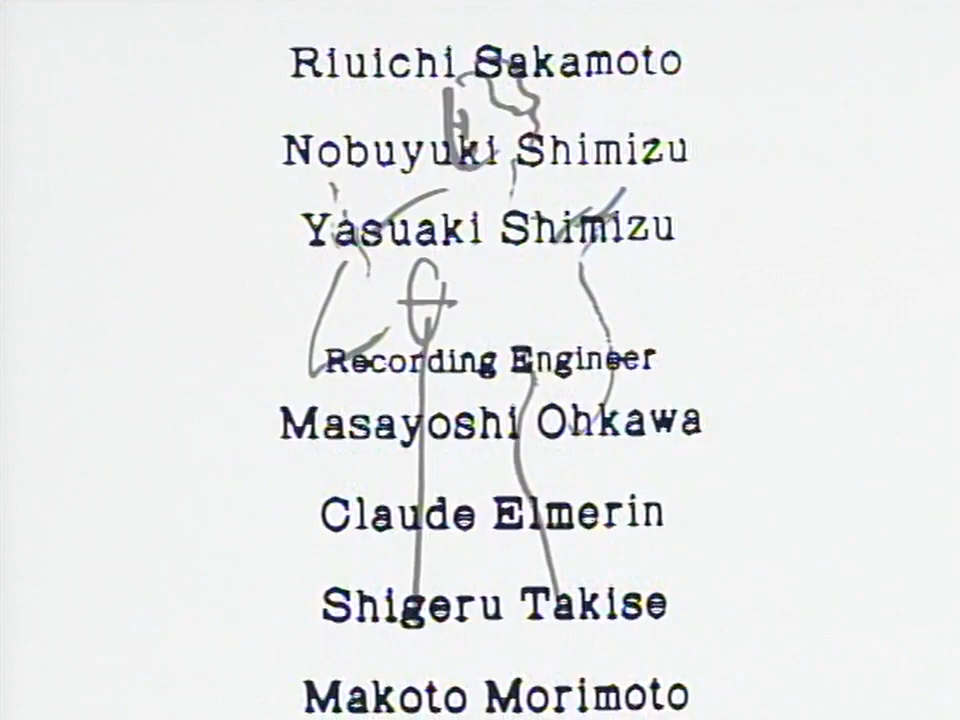 Riuichi Sakamoto
Nobuyuki Shimizu
Yasuaki Shimizu
Recording Engineer
Masayoshi Ohkawa
Claude Elmerin
Shigeru Takise
Makoto Morimoto